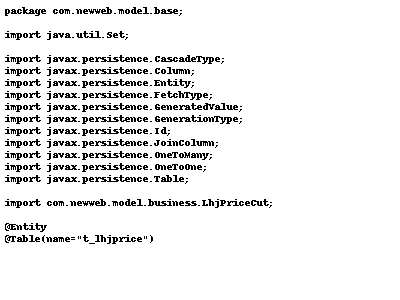 package com.newweb.model.base;
import java.util.Set;
import javax.persistence.CascadeType;
import javax.persistence.Column;
import javax.persistence.Entity;
import javax.persistence.FetchType;
import javax.persistence.GeneratedValue;
import javax.persistence.GenerationType;
import javax.persistence.Id;
import javax.persistence.JoinColumn;
import javax.persistence.OneToMany;
import javax.persistence.OneToOne;
import javax.persistence.Table;
import com.newweb.model.business.LhjPriceCut;
@Entity
@Table(name="t_lhjprice")